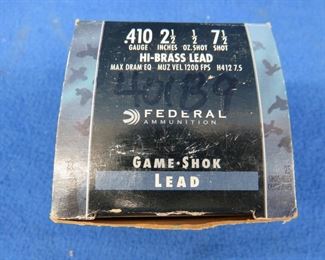 .410 2½ ½ 7½
GAUGE INCHES OZ. SHOT SHOT
HI-BRASS LEAD
MAX DRAM EQ MUZ VEL. 1200 FPS H412 7.5
FEDERAL
AMMUNITION
GAME·SHOK
LEAD
25